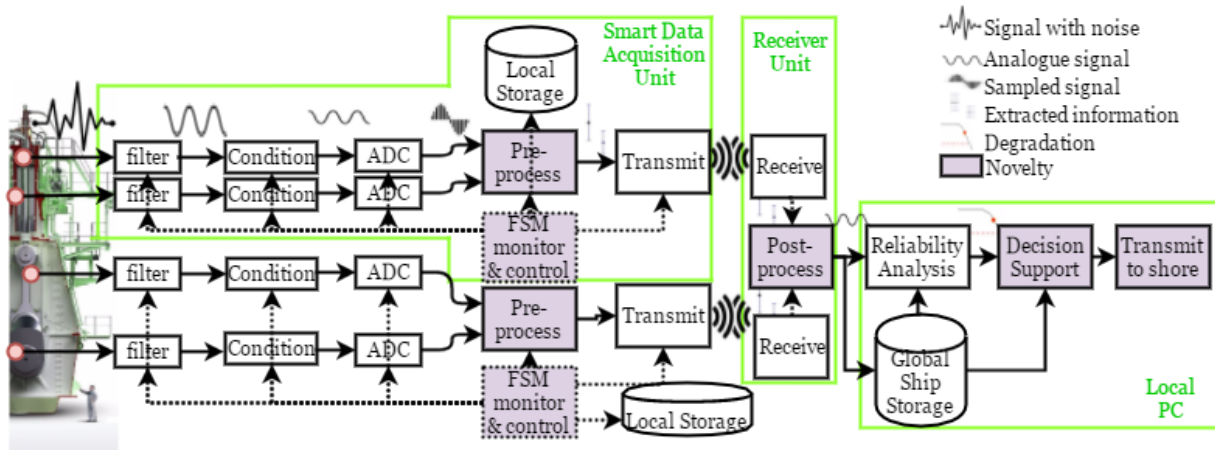 Smart Data
Acquisition
Unit
Receiver
Unit
Signal with noise
Analogue signal
Sampled signal
Extracted information
Degradation
Novelty
Local
Storage
filter
Condition
ADC
Pre-
process
Transmit
Receive
filter
Condition
ADC
FSM
monitor
& control
Post-
process
Reliability
Analysis
Decision
Support
Transmit
to shore
filter
Condition
ADC
Pre-
process
Transmit
Receive
filter
Condition
ADC
FSM
monitor
& control
Local Storage
Global
Ship
Storage
Local
PC